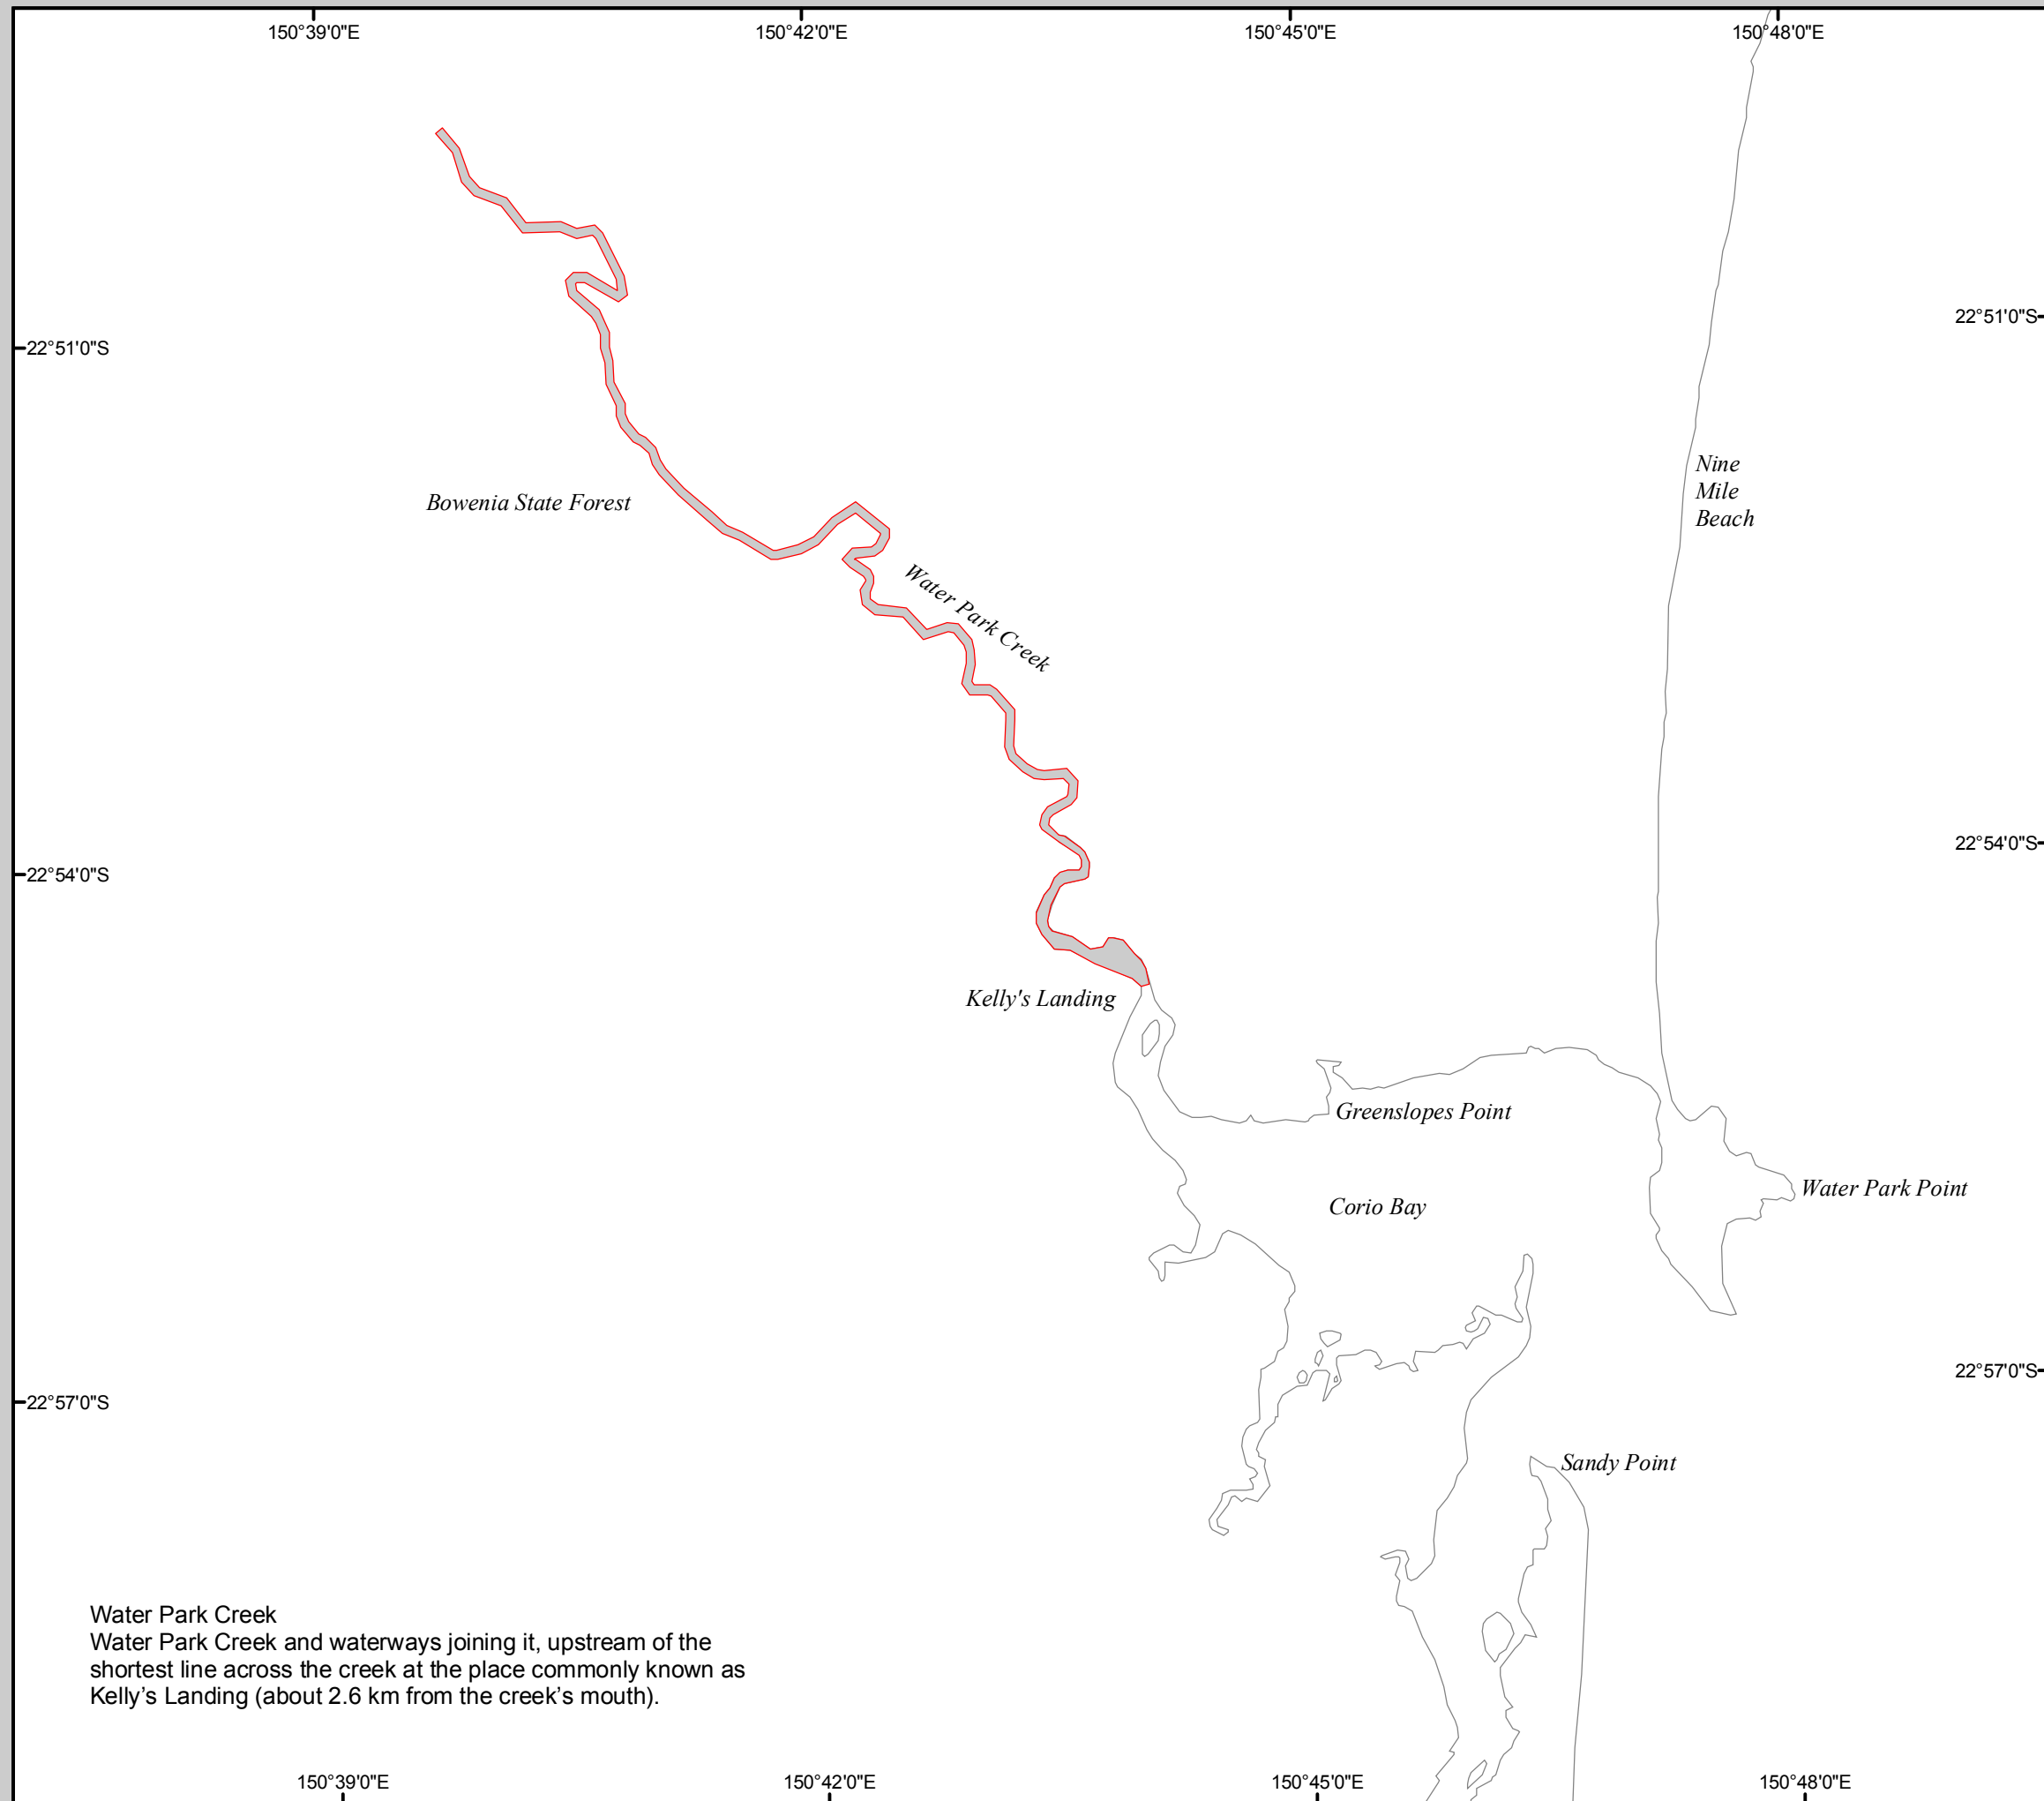 150°39'0"E
150°42'0"E
150°45'0"E
150°48'0"E
22°51'0"S
22°51'0"S
Nine
Mile
Beach
Bowenia State Forest
Water Park Creek
22°54'0"S
22°54'0"S
Kelly's Landing
Greenslopes Point
Water Park Point
Corio Bay
22°57'0"S
22°57'0"S
Sandy Point
Water Park Creek
Water Park Creek and waterways joining it, upstream of the
shortest line across the creek at the place commonly known as
Kelly’s Landing (about 2.6 km from the creek’s mouth).
150°39'0"E
150°42'0"E
150°45'0"E
150°48'0"E